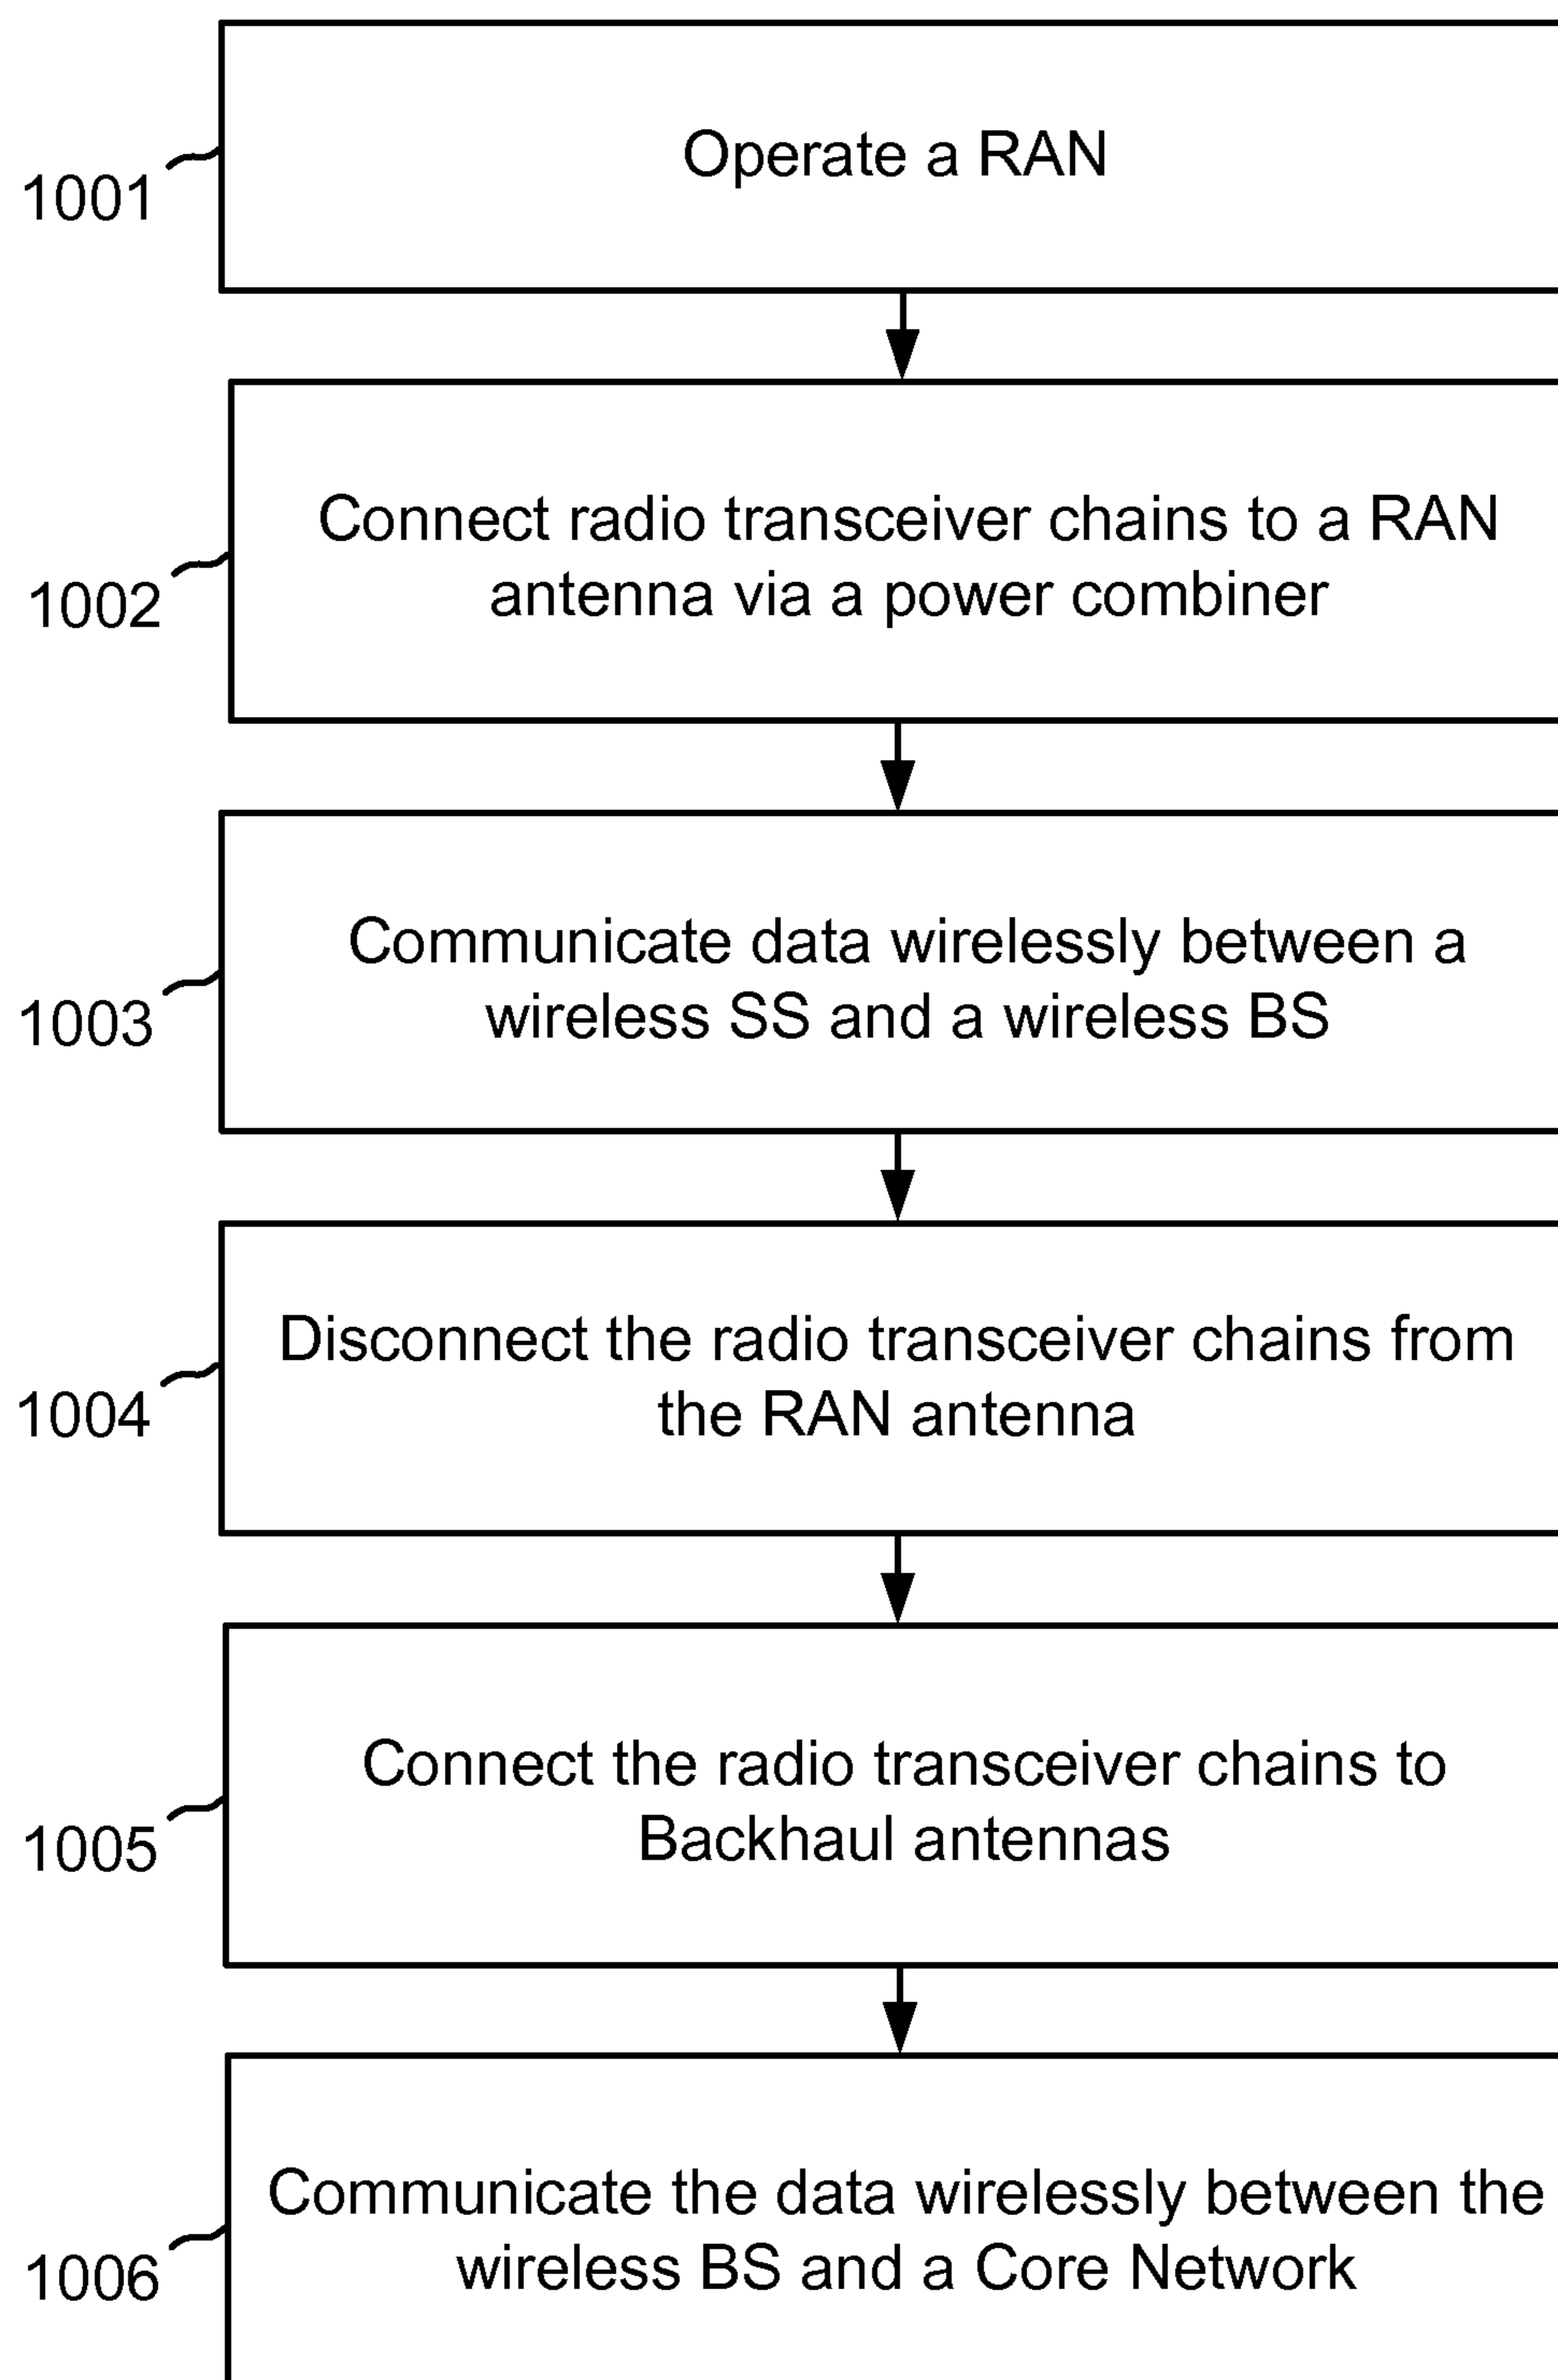 Operate a RAN
1001
Connect radio transceiver chains to a RAN
antenna via a power combiner
1002
Communicate data wirelessly between a
wireless SS and a wireless BS
1003
Disconnect the radio transceiver chains from
the RAN antenna
1004
Connect the radio transceiver chains to
Backhaul antennas
1005
Communicate the data wirelessly between the
wireless BS and a Core Network
1006